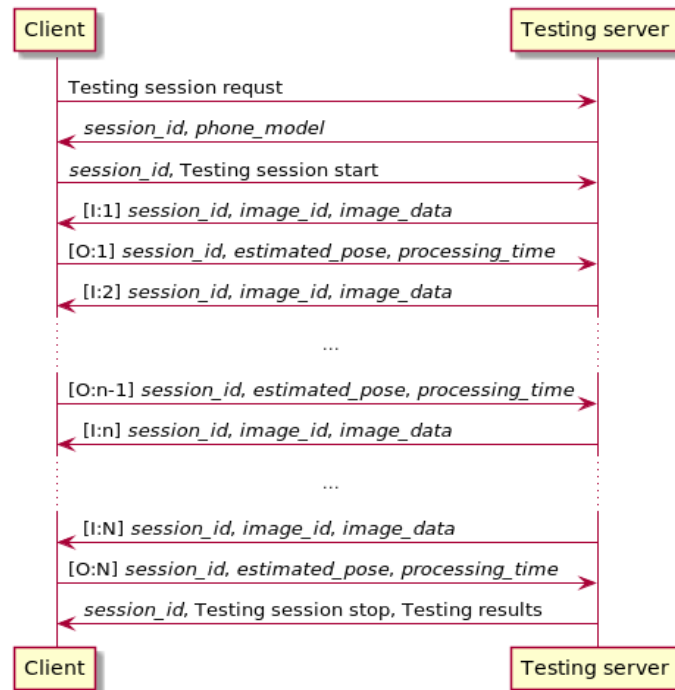 Client Testing server
Testing session requst
session_id, phone_model
session_id, Testing session start
[I:1] session_id, image_id, image_data
[O:1] session_id, estimated_pose, processing_time
[I:2] session_id, image_id, image_data
...
[O:n-1] session_id, estimated_pose, processing_time
[I:n] session_id, image_id, image_data
...
[I:N] session_id, image_id, image_data
[O:N] session_id, estimated_pose, processing_time
session_id, Testing session stop, Testing results
Client Testing server